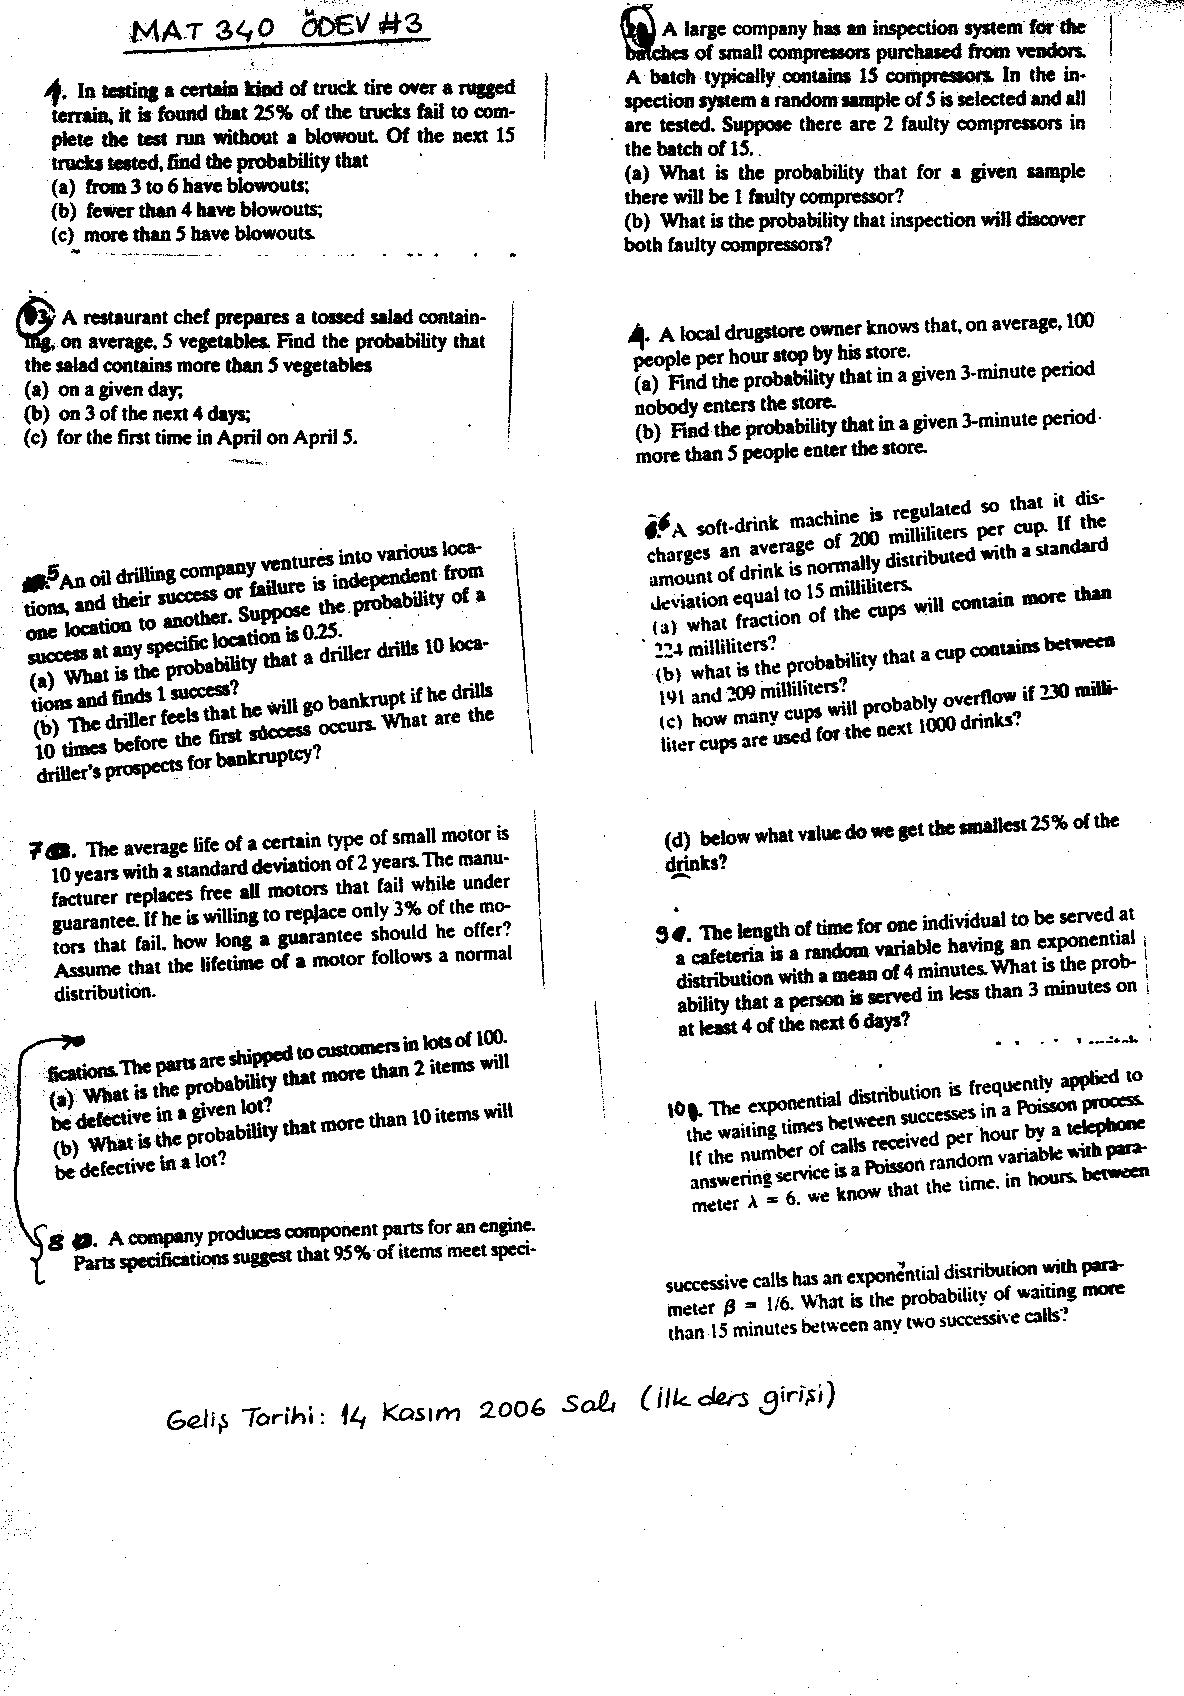 MAT 340 ÖDEV #3
1. In testing a certain kind of truck tire over a rugged
terrain, it is found that 25% of the trucks fail to com-
plete the test run without a blowout. Of the next 15
trucks tested, find the probability that
(a) from 3 to 6 have blowouts;
(b) fewer than 4 have blowouts;
(c) more than 5 have blowouts.
A large company has an inspection system for the
batches of small compressors purchased from vendors.
A batch typically contains 15 compressors. In the in-
spection system a random sample of 5 is selected and all
are tested. Suppose there are 2 faulty compressors in
the batch of 15.
(a) What is the probability that for a given sample
there will be 1 faulty compressor?
(b) What is the probability that inspection will discover
both faulty compressors?
3. A restaurant chef prepares a tossed salad contain-
ing, on average, 5 vegetables. Find the probability that
the salad contains more than 5 vegetables
(a) on a given day;
(b) on 3 of the next 4 days;
(c) for the first time in April on April 5.
4. A local drugstore owner knows that, on average, 100
people per hour stop by his store.
(a) Find the probability that in a given 3-minute period
nobody enters the store.
(b) Find the probability that in a given 3-minute period
more than 5 people enter the store.
5 An oil drilling company ventures into various loca-
tions, and their success or failure is independent from
one location to another. Suppose the probability of a
success at any specific location is 0.25.
(a) What is the probability that a driller drills 10 loca-
tions and finds 1 success?
(b) The driller feels that he will go bankrupt if he drills
10 times before the first success occurs. What are the
driller's prospects for bankruptcy?
6 A soft-drink machine is regulated so that it dis-
charges an average of 200 milliliters per cup. If the
amount of drink is normally distributed with a standard
deviation equal to 15 milliliters.
(a) what fraction of the cups will contain more than
224 milliliters?
(b) what is the probability that a cup contains between
191 and 209 milliliters?
(c) how many cups will probably overflow if 230 milli-
liter cups are used for the next 1000 drinks?
(d) below what value do we get the smallest 25% of the
drinks?
7. The average life of a certain type of small motor is
10 years with a standard deviation of 2 years. The manu-
facturer replaces free all motors that fail while under
guarantee. If he is willing to replace only 3% of the mo-
tors that fail, how long a guarantee should he offer?
Assume that the lifetime of a motor follows a normal
distribution.
fications. The parts are shipped to customers in lots of 100.
(a) What is the probability that more than 2 items will
be defective in a given lot?
(b) What is the probability that more than 10 items will
be defective in a lot?
8. A company produces component parts for an engine.
Parts specifications suggest that 95% of items meet speci-
9. The length of time for one individual to be served at
a cafeteria is a random variable having an exponential
distribution with a mean of 4 minutes. What is the prob-
ability that a person is served in less than 3 minutes on
at least 4 of the next 6 days?
10. The exponential distribution is frequently applied to
the waiting times between successes in a Poisson process.
If the number of calls received per hour by a telephone
answering service is a Poisson random variable with para-
meter λ = 6, we know that the time, in hours, between
successive calls has an exponential distribution with para-
meter β = 1/6. What is the probability of waiting more
than 15 minutes between any two successive calls?
Geliş Tarihi: 14 Kasım 2006 Salı (ilk ders girişi)